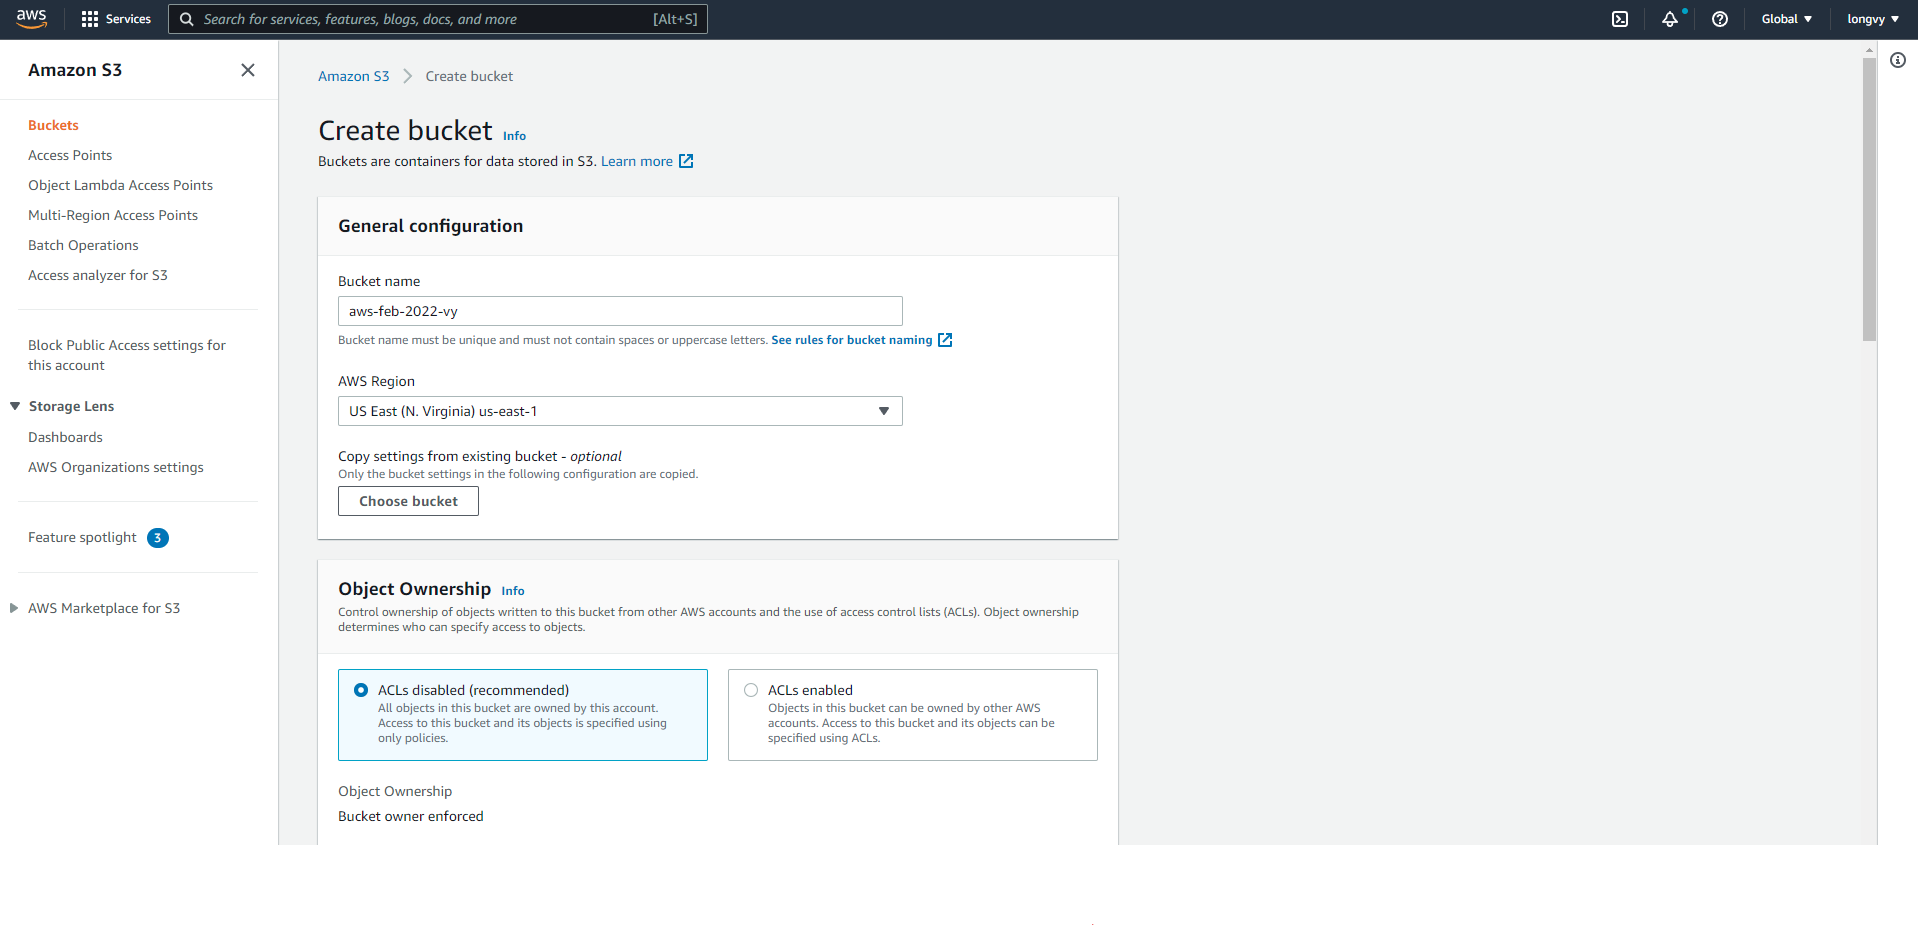 aws
Services
Search for services, features, blogs, docs, and more
[Alt+S]
Global
longvy
Amazon S3
Buckets
Access Points
Object Lambda Access Points
Multi-Region Access Points
Batch Operations
Access analyzer for S3
Block Public Access settings for
this account
Storage Lens
Dashboards
AWS Organizations settings
Feature spotlight 3
AWS Marketplace for S3
Amazon S3 > Create bucket
Create bucket Info
Buckets are containers for data stored in S3. Learn more
General configuration
Bucket name
aws-feb-2022-vy
Bucket name must be unique and must not contain spaces or uppercase letters. See rules for bucket naming
AWS Region
US East (N. Virginia) us-east-1
Copy settings from existing bucket - optional
Only the bucket settings in the following configuration are copied.
Choose bucket
Object Ownership Info
Control ownership of objects written to this bucket from other AWS accounts and the use of access control lists (ACLs). Object ownership
determines who can specify access to objects.
ACLs disabled (recommended)
All objects in this bucket are owned by this account.
Access to this bucket and its objects is specified using
only policies.
ACLs enabled
Objects in this bucket can be owned by other AWS
accounts. Access to this bucket and its objects can be
specified using ACLs.
Object Ownership
Bucket owner enforced